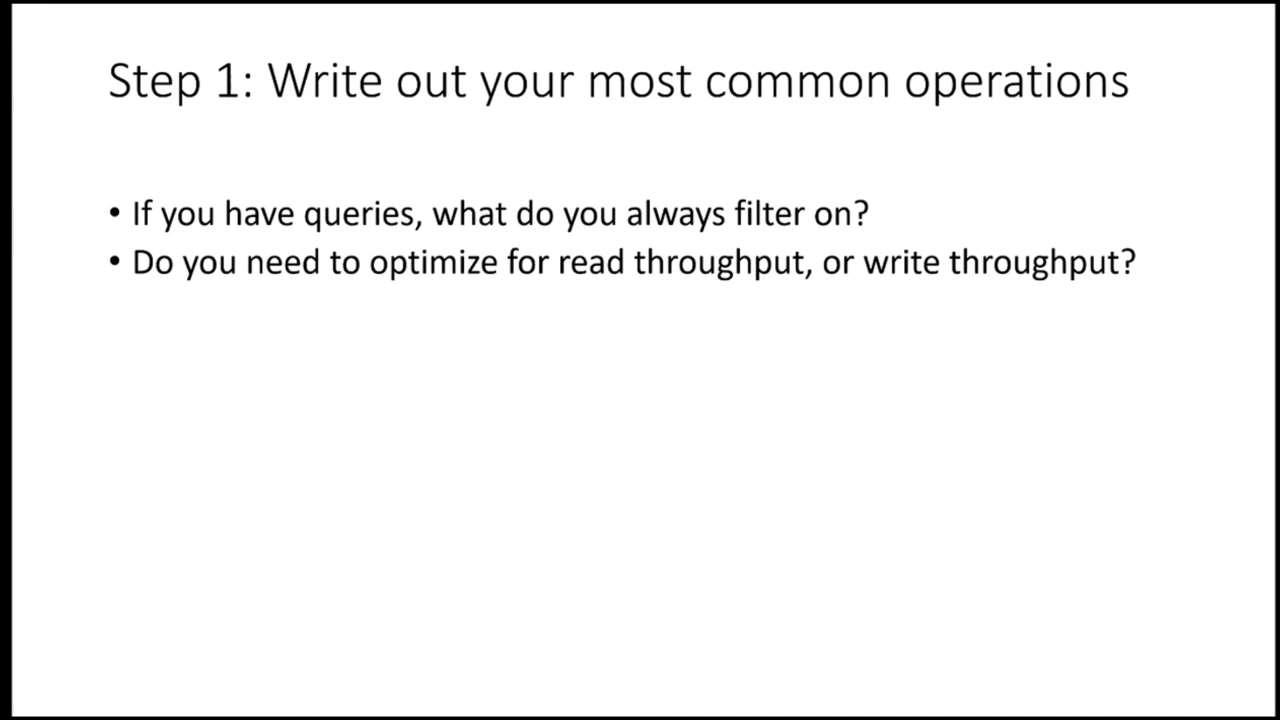 Step 1: Write out your most common operations
• If you have queries, what do you always filter on?
• Do you need to optimize for read throughput, or write throughput?